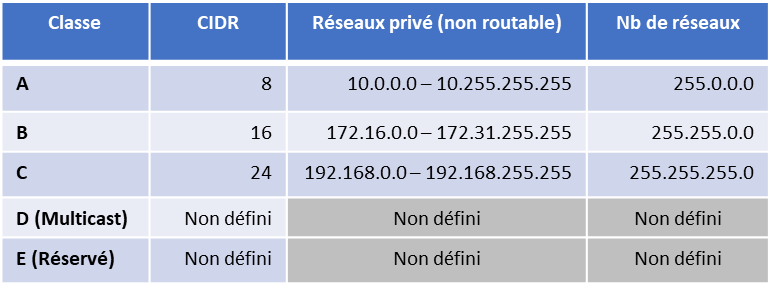 Classe CIDR Réseaux privé (non routable) Nb de réseaux
A 8 10.0.0.0 – 10.255.255.255 255.0.0.0
B 16 172.16.0.0 – 172.31.255.255 255.255.0.0
C 24 192.168.0.0 – 192.168.255.255 255.255.255.0
D (Multicast) Non défini Non défini Non défini
E (Réservé) Non défini Non défini Non défini